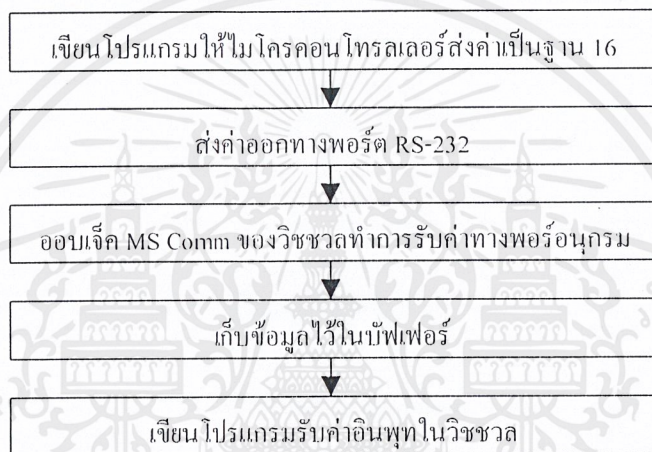 เขียนโปรแกรมให้ไมโครคอนโทรลเลอร์ส่งค่าเป็นฐาน 16
ส่งค่าออกทางพอร์ต RS-232
ออบเจ็ค MS Comm ของวิชชวลทำการรับค่าทางพอร์อนุกรม
เก็บข้อมูลไว้ในบัฟเฟอร์
เขียนโปรแกรมรับค่าอินพุทในวิชชวล